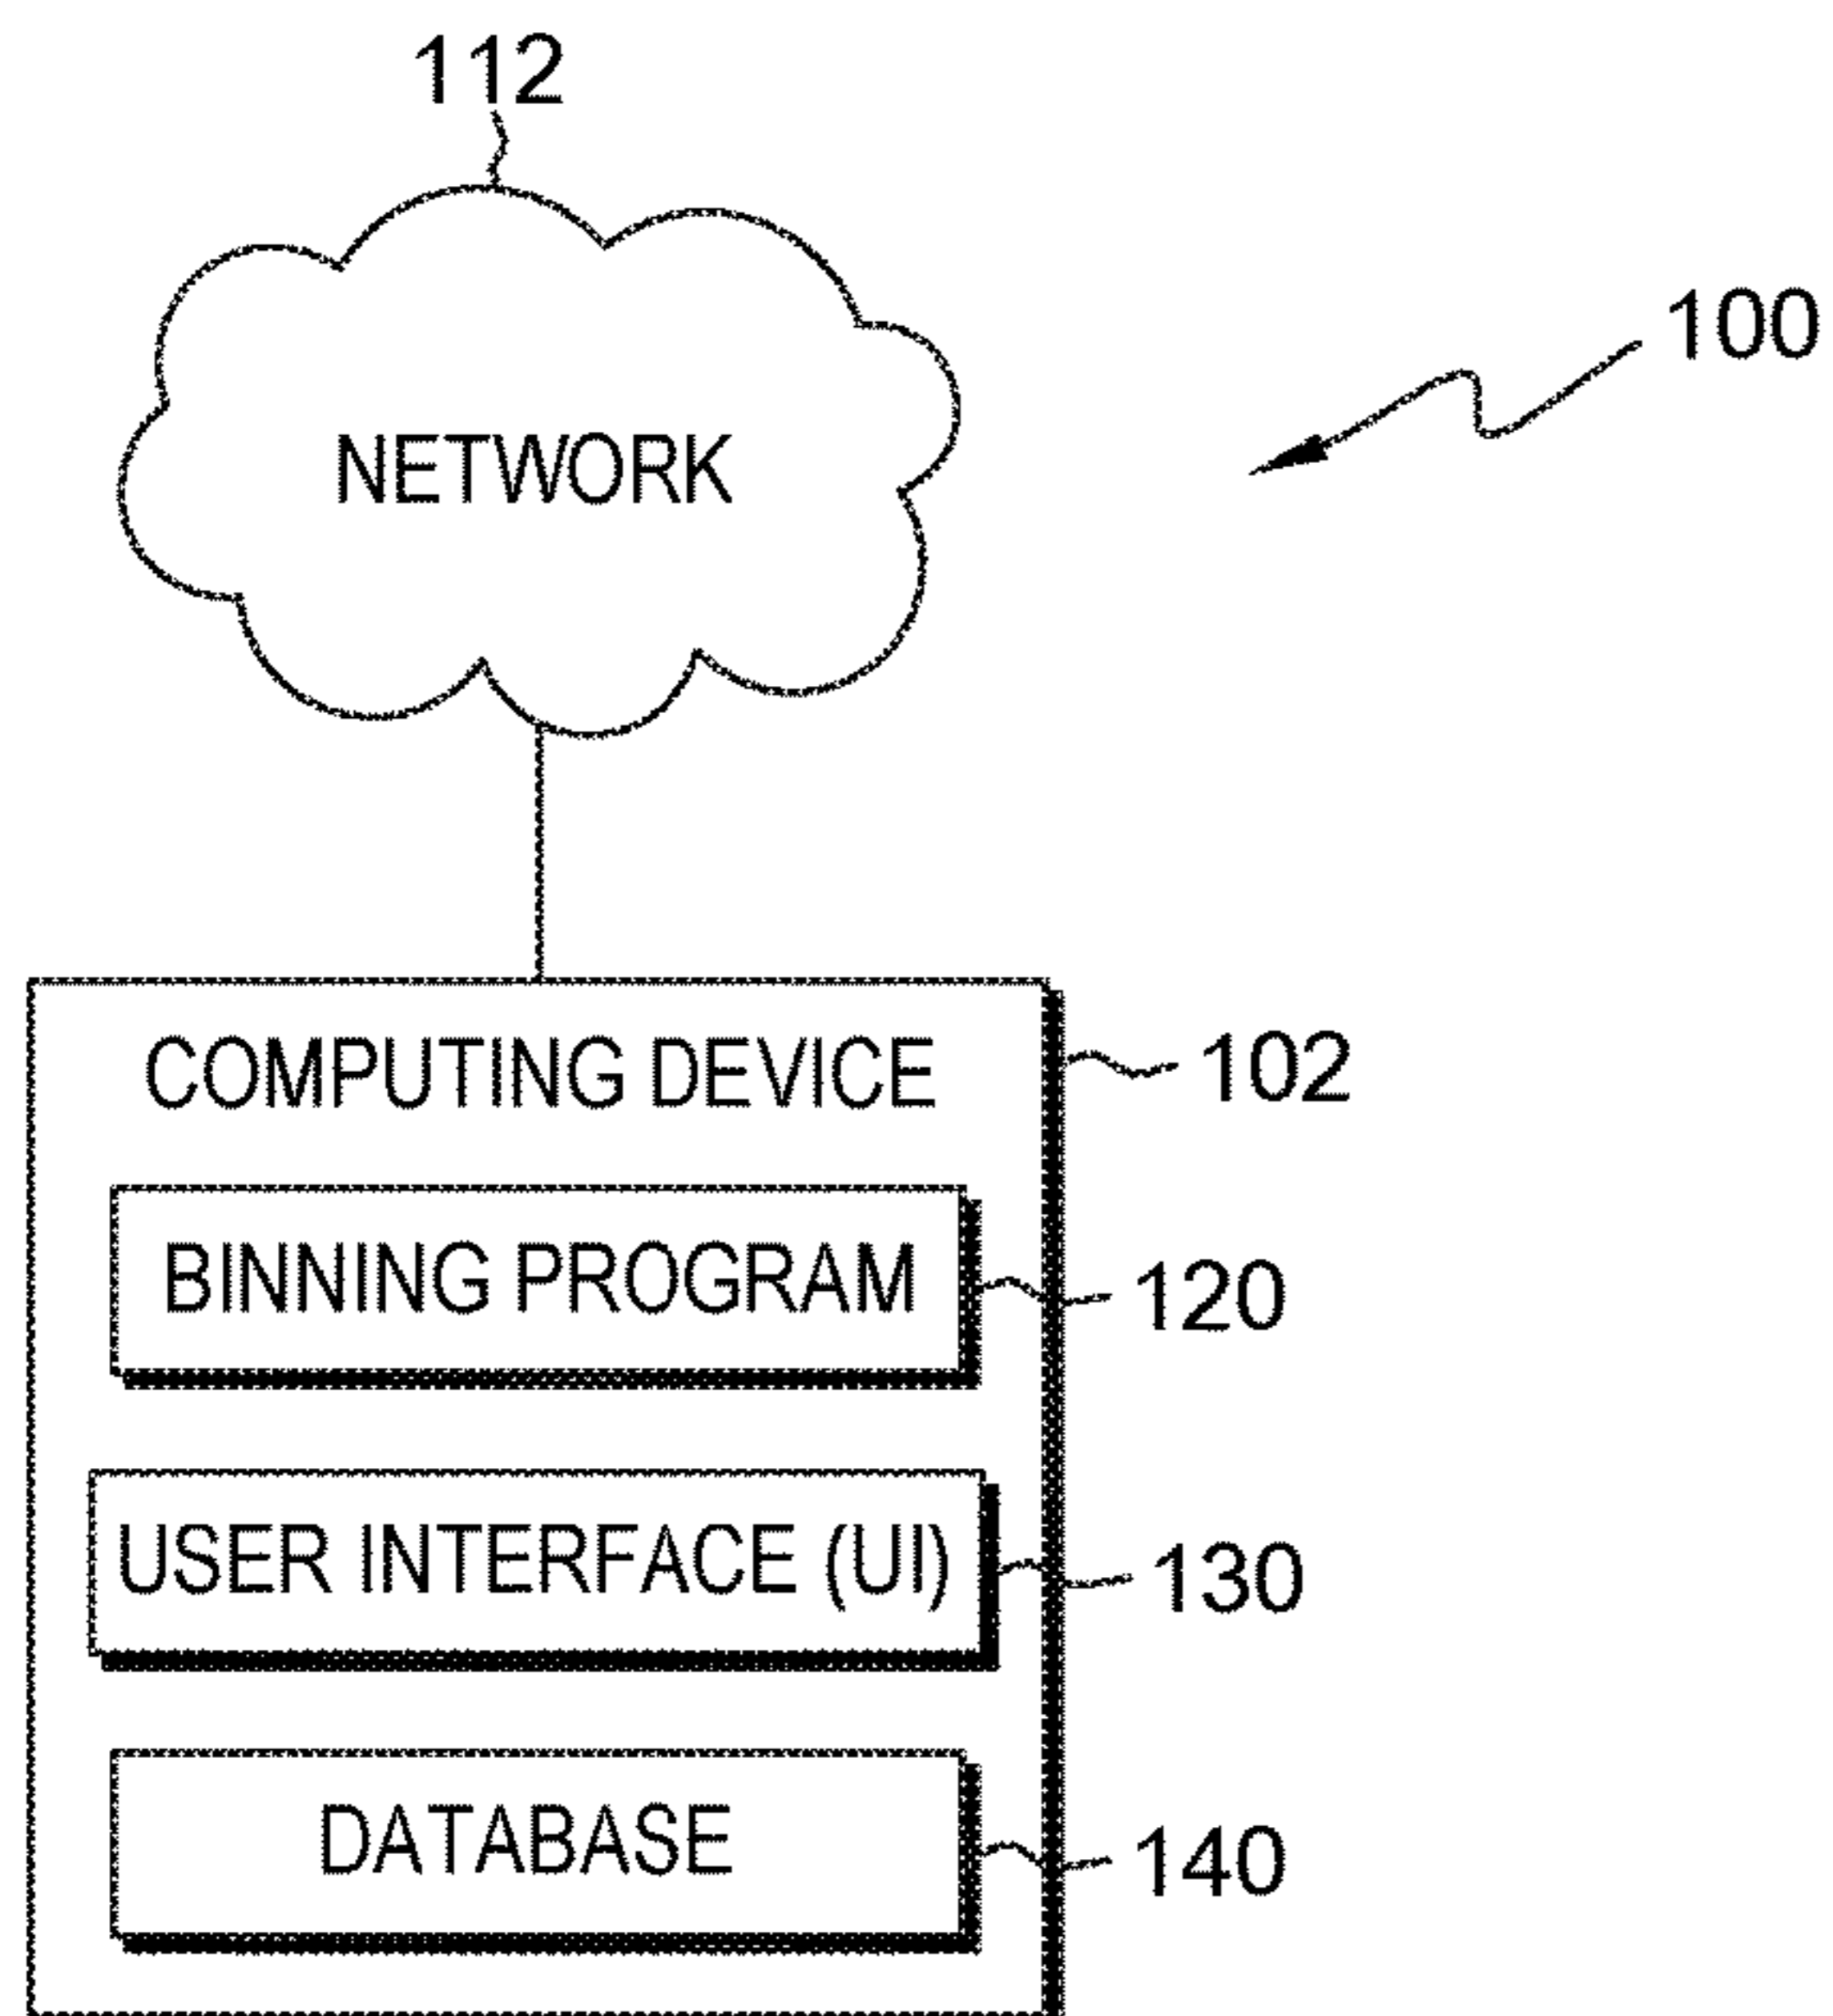 112
100
NETWORK
COMPUTING DEVICE
102
BINNING PROGRAM
120
USER INTERFACE (UI)
130
DATABASE
140